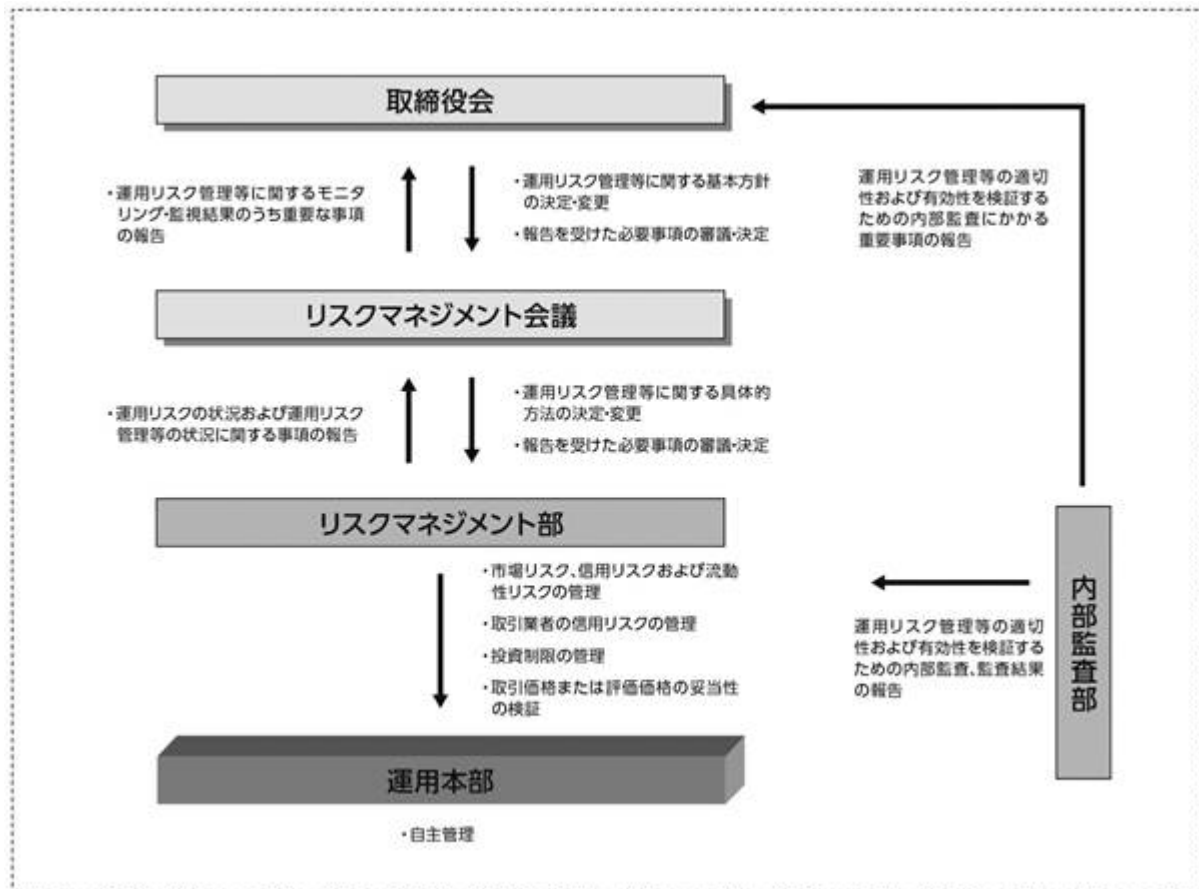 取締役会
・運用リスク管理等に関するモニタ
リング・監視結果のうち重要な事項
の報告
・運用リスク管理等に関する基本方針
の決定・変更
・報告を受けた必要事項の審議・決定
運用リスク管理等の適切
性および有効性を検証す
るための内部監査にかかる
重要事項の報告
リスクマネジメント会議
・運用リスクの状況および運用リスク
管理等の状況に関する事項の報告
・運用リスク管理等に関する具体的
方法の決定・変更
・報告を受けた必要事項の審議・決定
リスクマネジメント部
・市場リスク、信用リスクおよび流動
性リスクの管理
・取引業者の信用リスクの管理
・投資制限の管理
・取引価格または評価価格の妥当性
の検証
運用リスク管理等の適切
性および有効性を検証する
ための内部監査、監査結果
の報告
内部監査部
運用本部
・自主管理